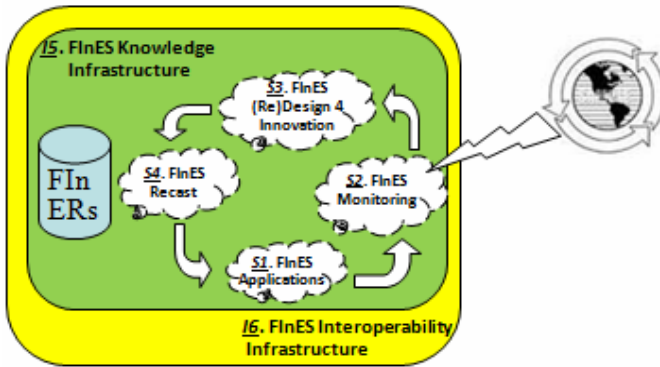 I5. FInES Knowledge
Infrastructure
S3. FInES
(Re)Design 4
Innovation
FIn
ERs
S4. FInES
Recast
S2. FInES
Monitoring
S1. FInES
Applications
I6. FInES Interoperability
Infrastructure